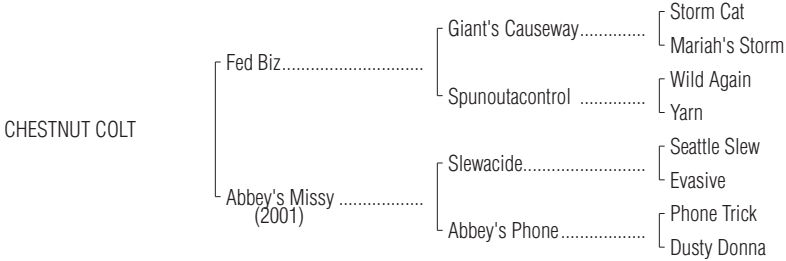 Storm Cat
Giant's Causeway..............
Mariah's Storm
Fed Biz..............................
Wild Again
Spunoutacontrol ..............
Yarn
CHESTNUT COLT
Seattle Slew
Slewacide..........................
Evasive
Abbey's Missy ..................
(2001)
Phone Trick
Abbey's Phone..................
Dusty Donna